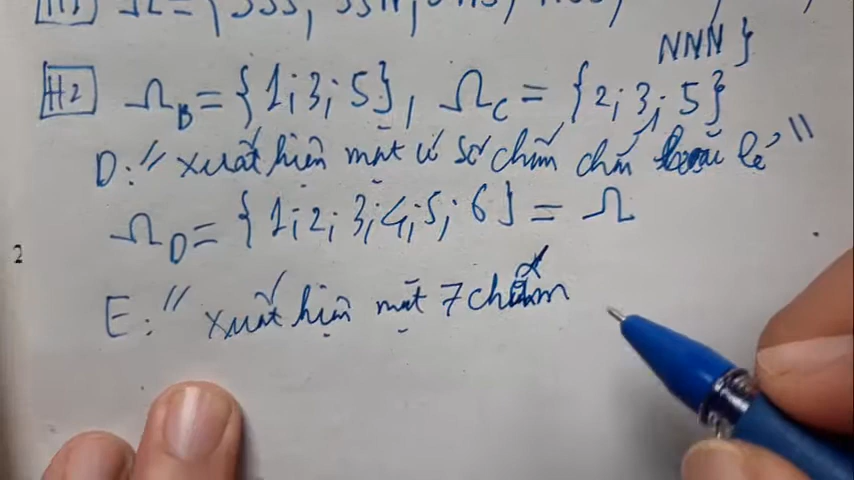 NNN}
H2 Ω_B = {1; 3; 5}, Ω_C = {2; 3; 5}
D: "xuất hiện mặt có số chấm chẵn hoặc lẻ"
Ω_D = {1; 2; 3; 4; 5; 6} = Ω
2
E: "xuất hiện mặt 7 chấm